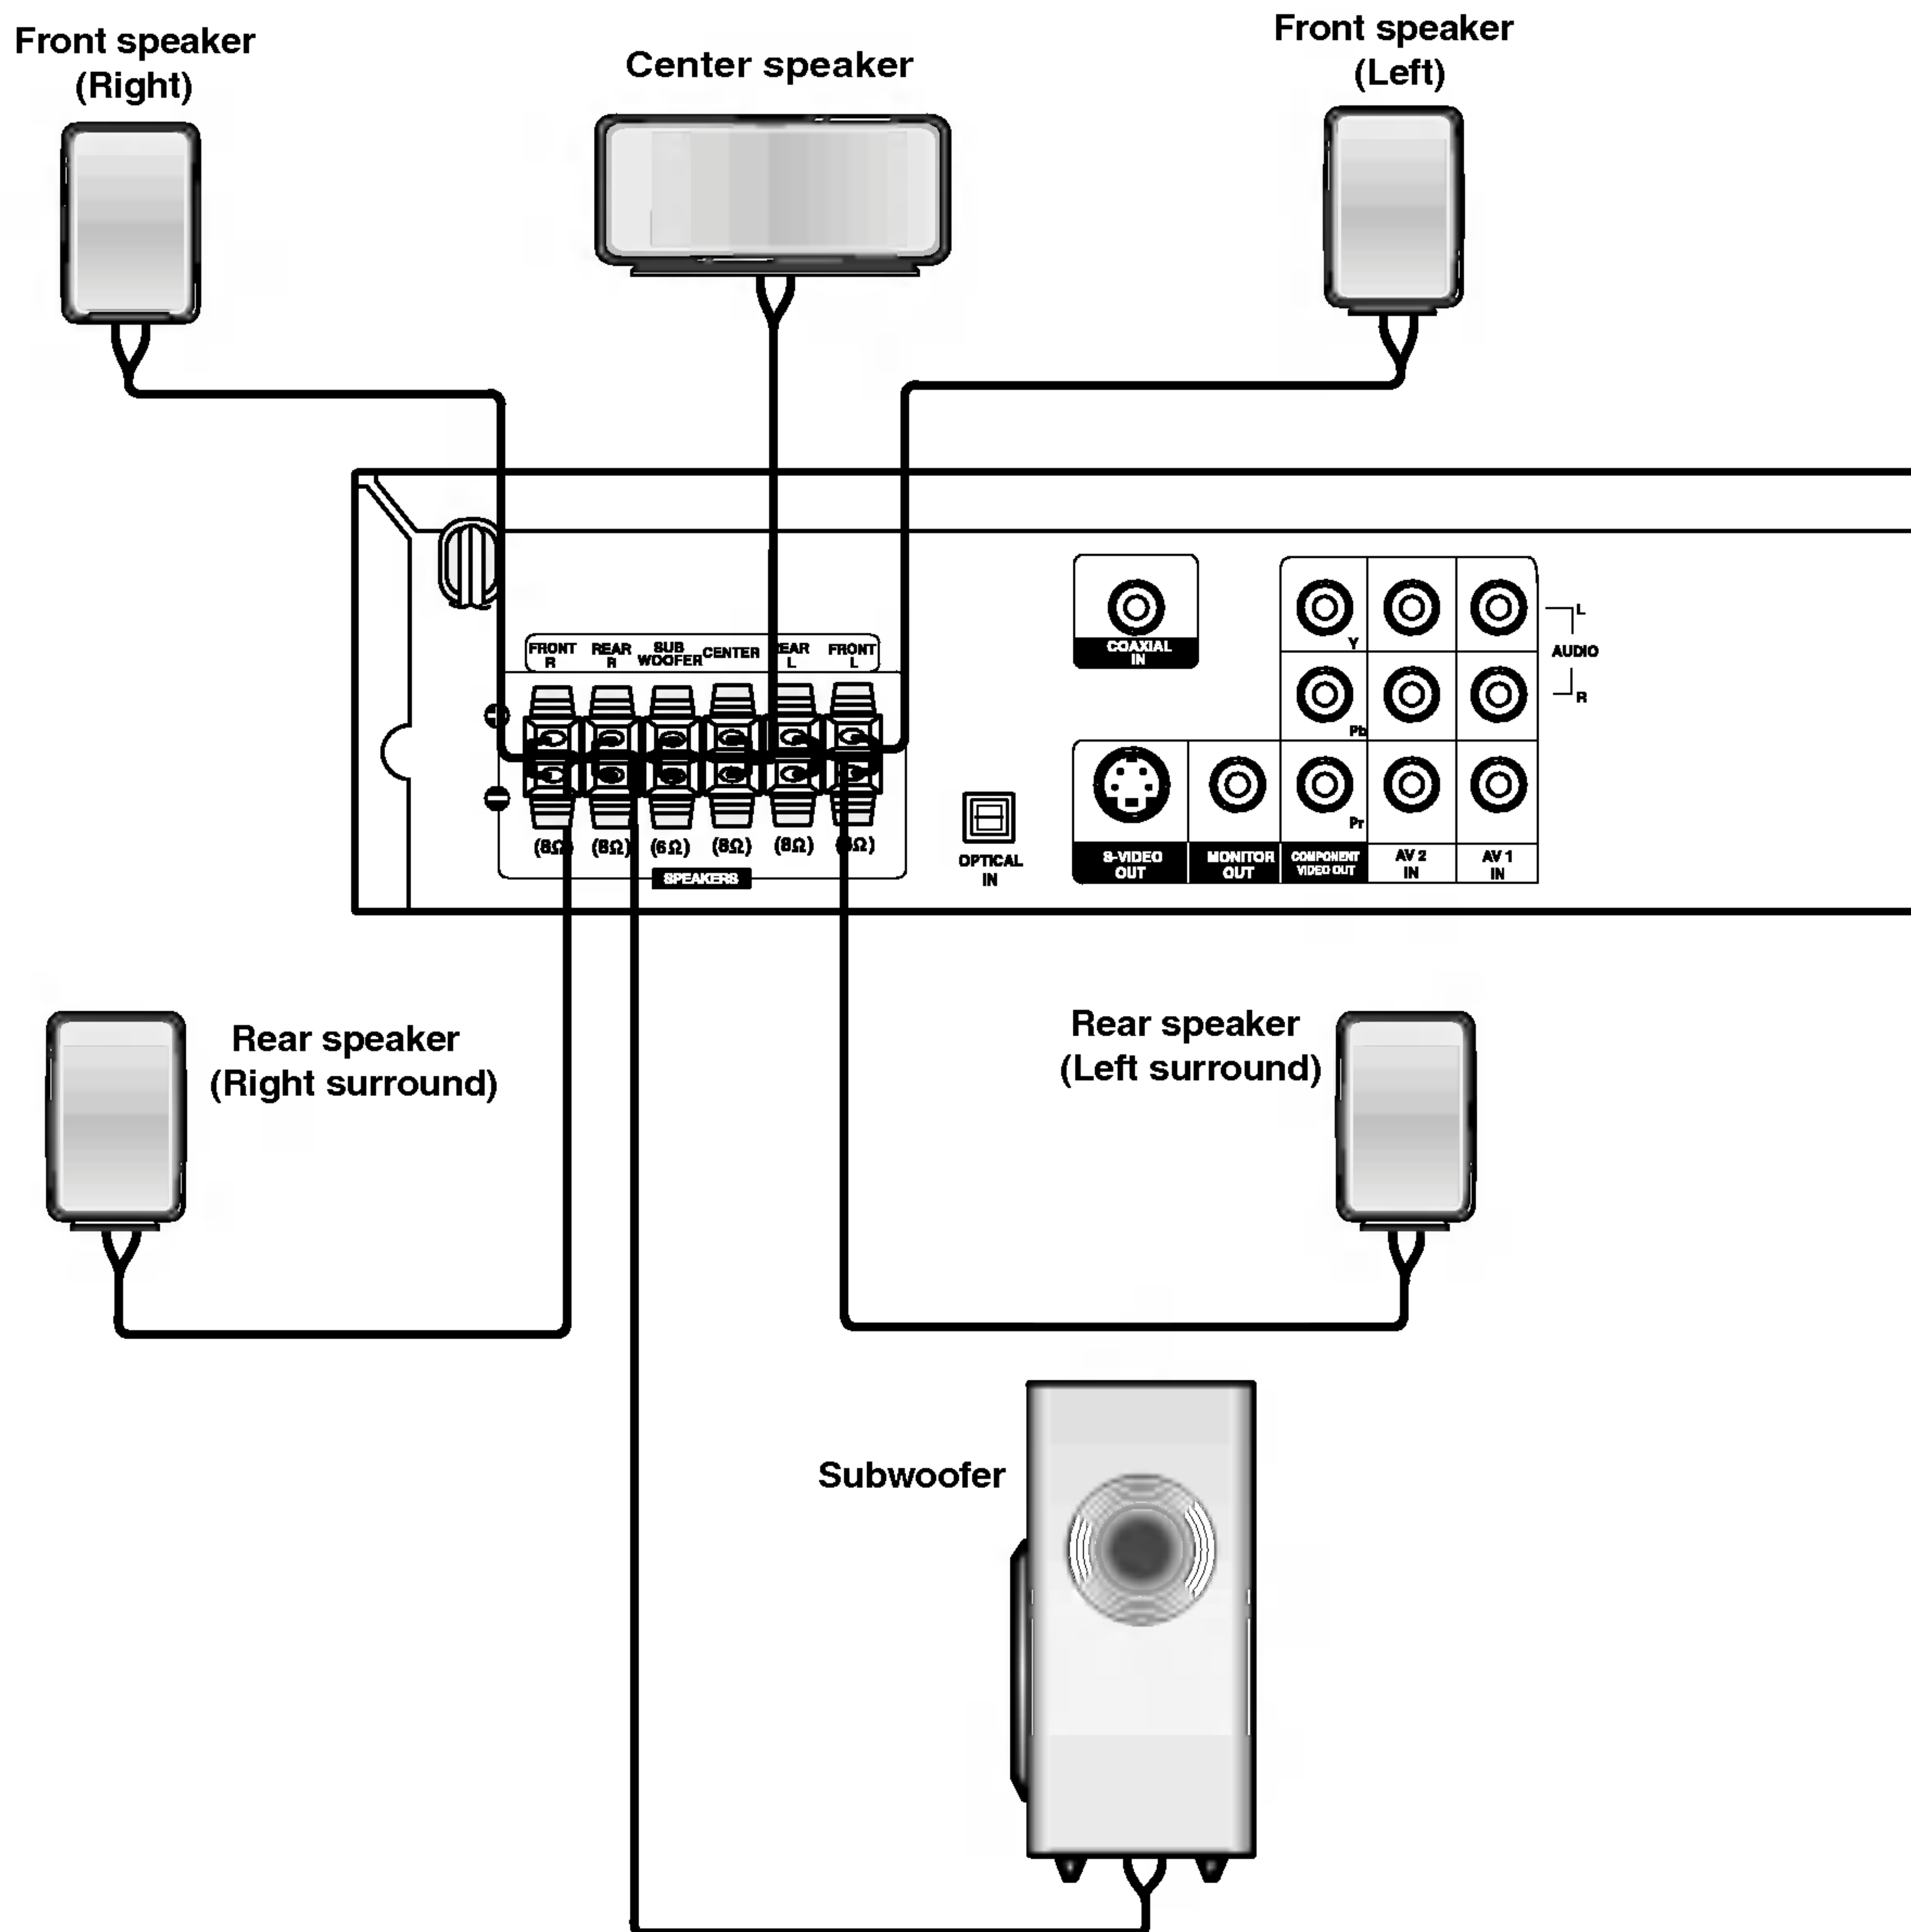 Front speaker
(Right)
Center speaker
Front speaker
(Left)
FRONT
R
REAR
R
SUB
WOOFER
CENTER
EAR
L
FRONT
L
(8Ω
(8Ω)
(6Ω)
(8Ω)
(8Ω)
Ω)
SPEAKERS
COAXIAL
IN
OPTICAL
IN
Y
Pb
Pr
L
AUDIO
R
S-VIDEO
OUT
MONITOR
OUT
COMPONENT
VIDEO OUT
AV 2
IN
AV 1
IN
Rear speaker
(Right surround)
Rear speaker
(Left surround)
Subwoofer